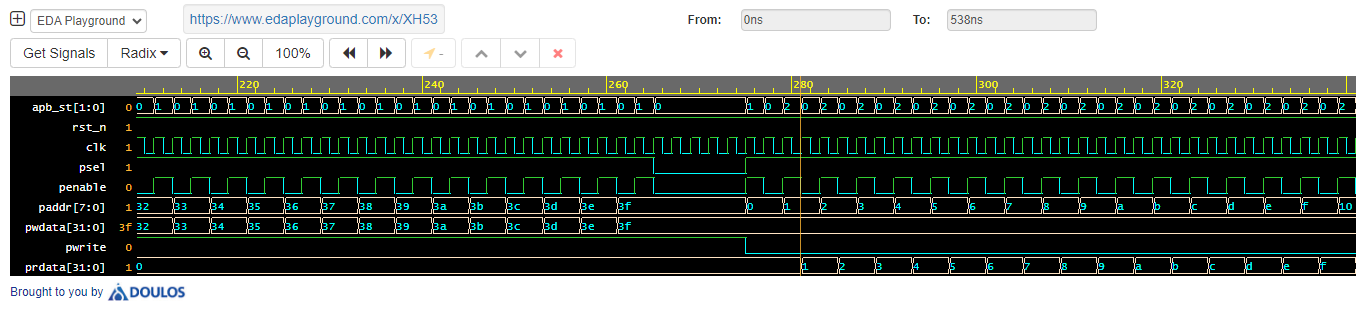 EDA Playground https://www.edaplayground.com/x/XH53 From: 0ns To: 538ns
Get Signals Radix 100% -
220 240 260 280 300 320
apb_st[1:0] 0 0 1 0 1 0 1 0 1 0 1 0 1 0 1 0 1 0 1 0 1 0 1 0 1 0 1 0 1 0 1 0 2 0 2 0 2 0 2 0 2 0 2 0 2 0 2 0 2 0 2 0 2 0 2 0 2 0 2 0 2 0 2
rst_n 1
clk 1
psel 1
penable 0
paddr[7:0] 1 32 33 34 35 36 37 38 39 3a 3b 3c 3d 3e 3f 0 1 2 3 4 5 6 7 8 9 a b c d e f 10
pwdata[31:0] 3f 32 33 34 35 36 37 38 39 3a 3b 3c 3d 3e 3f
pwrite 0
prdata[31:0] 1 0 1 2 3 4 5 6 7 8 9 a b c d e f
Brought to you by DOULOS